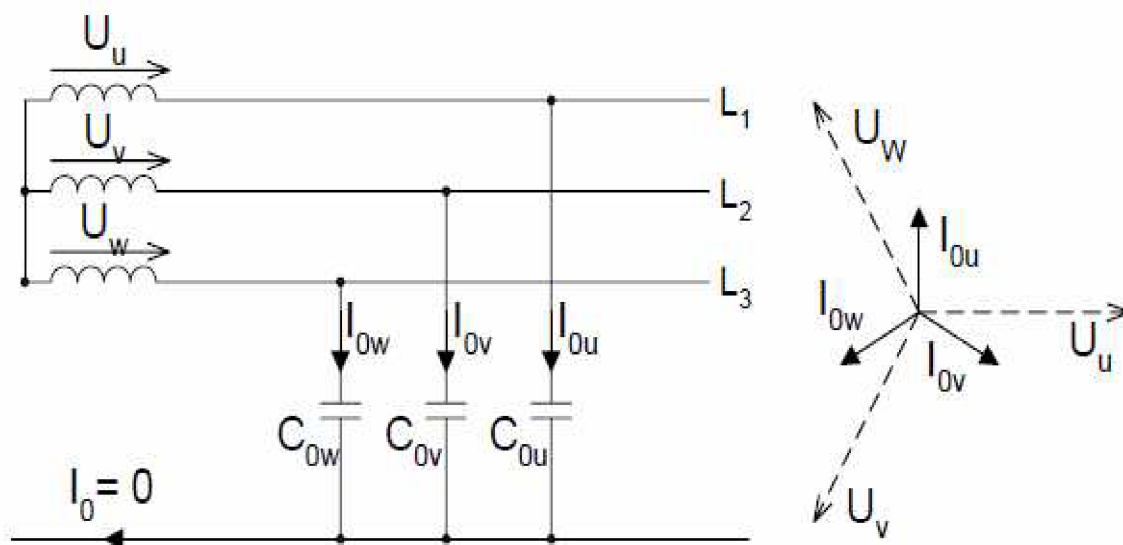 U_u
L_1
U_v
L_2
U_w
L_3
I_0w I_0v I_0u
C_0w C_0v C_0u
I_0 = 0
U_W
I_0u
I_0w
I_0v
U_u
U_v